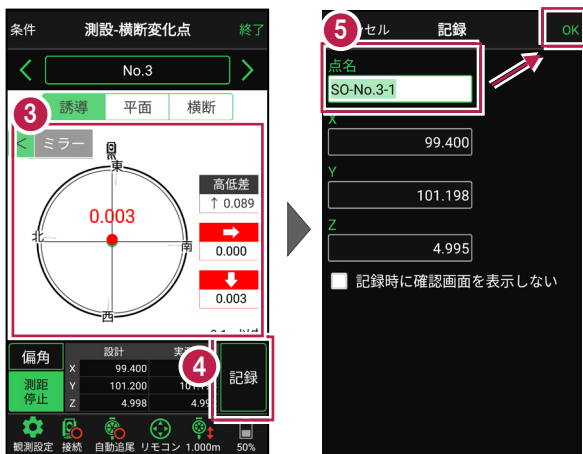 条件 測設-横断変化点 終了
No.3
誘導 平面 横断
3
< ミラー
東
高低差
↑ 0.089
0.003
北
南
0.000
0.003
西
偏角
設計
4
記録
測距
停止
X 99.400
Y 101.200
Z 4.998
観測設定 接続 自動追尾 リモコン 1.000m 50%
5
セル 記録 OK
点名
SO-No.3-1
X
99.400
Y
101.198
Z
4.995
記録時に確認画面を表示しない